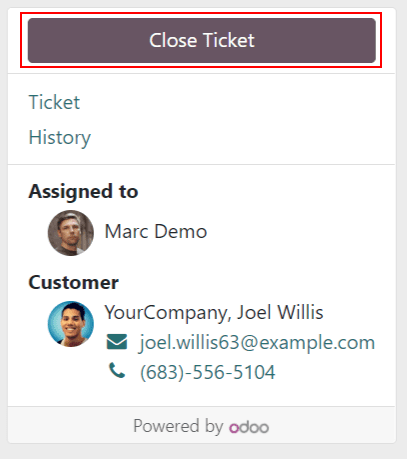 Close Ticket
Ticket
History
Assigned to
Marc Demo
Customer
YourCompany, Joel Willis
joel.willis63@example.com
(683)-556-5104
Powered by odoo